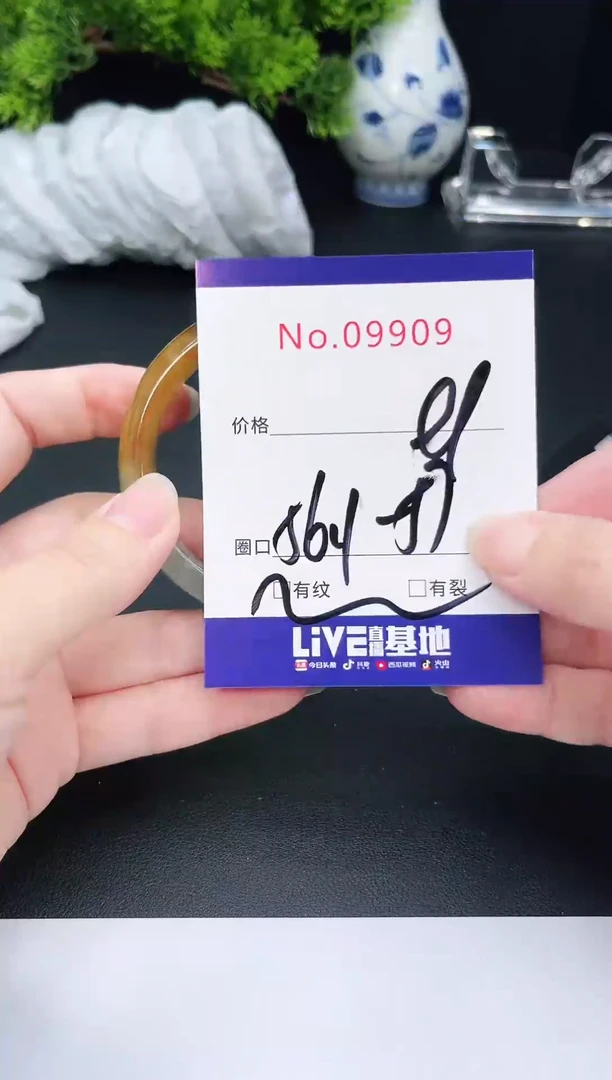 No.09909
价格
圈口 564
□有纹 □有裂
LiVE直播基地
今日头条 抖音 西瓜视频 火山